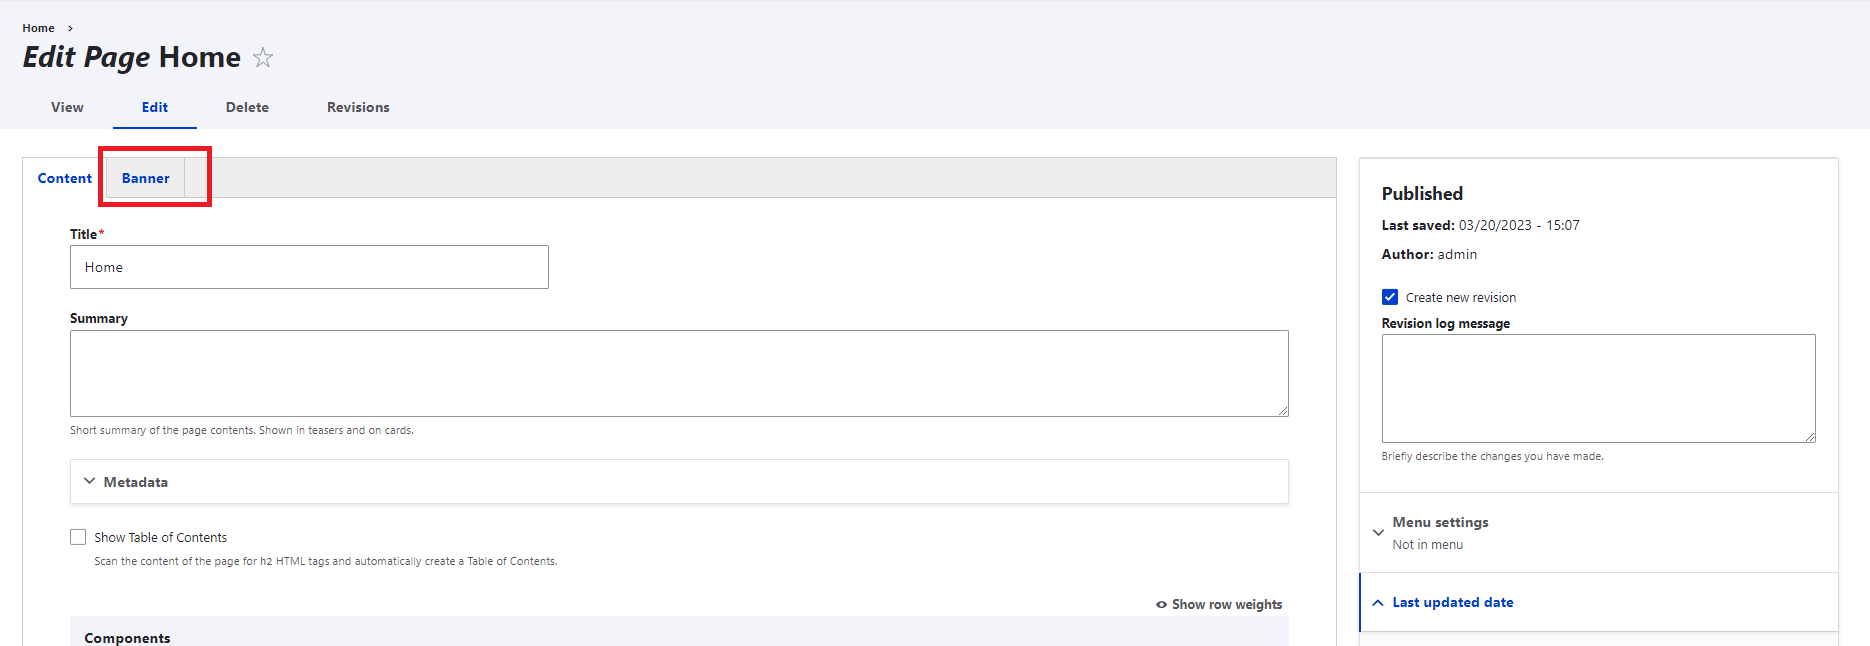 Home ›
Edit Page Home
View Edit Delete Revisions
Content Banner
Title*
Home
Summary
Short summary of the page contents. Shown in teasers and on cards.
Metadata
Show Table of Contents
Scan the content of the page for h2 HTML tags and automatically create a Table of Contents.
Show row weights
Components
Published
Last saved: 03/20/2023 - 15:07
Author: admin
Create new revision
Revision log message
Briefly describe the changes you have made.
Menu settings
Not in menu
Last updated date